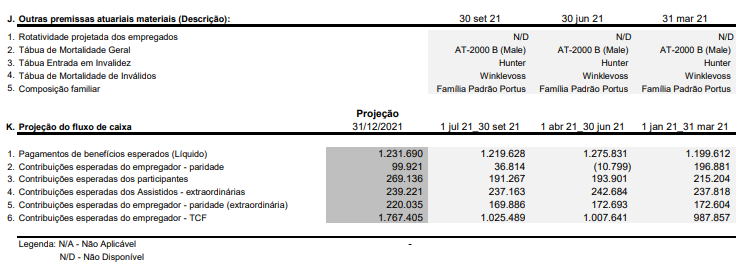 J. Outras premissas atuariais materiais (Descrição): 30 set 21 30 jun 21 31 mar 21
1. Rotatividade projetada dos empregados N/D N/D N/D
2. Tábua de Mortalidade Geral AT-2000 B (Male) AT-2000 B (Male) AT-2000 B (Male)
3. Tábua Entrada em Invalidez Hunter Hunter Hunter
4. Tábua de Mortalidade de Inválidos Winklevoss Winklevoss Winklevoss
5. Composição familiar Família Padrão Portus Família Padrão Portus Família Padrão Portus
Projeção
K. Projeção do fluxo de caixa 31/12/2021 1 jul 21_30 set 21 1 abr 21_30 jun 21 1 jan 21_31 mar 21
1. Pagamentos de benefícios esperados (Líquido) 1.231.690 1.219.628 1.275.831 1.199.612
2. Contribuições esperadas do empregador - paridade 99.921 36.814 (10.799) 196.881
3. Contribuições esperadas dos participantes 269.136 191.267 193.901 215.204
4. Contribuições esperadas dos Assistidos - extraordinárias 239.221 237.163 242.684 237.818
5. Contribuições esperadas do empregador - paridade (extraordinária) 220.035 169.886 172.693 172.604
6. Contribuições esperadas do empregador - TCF 1.767.405 1.025.489 1.007.641 987.857
Legenda: N/A - Não Aplicável -
N/D - Não Disponível